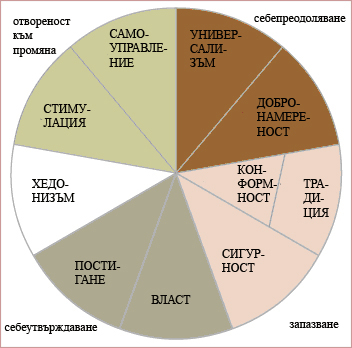 отвореност
към
промяна
себепреодоляване
САМО-
УПРАВЛЕ-
НИЕ
УНИВЕР-
САЛИ-
ЗЪМ
СТИМУ-
ЛАЦИЯ
ДОБРО-
НАМЕРЕ-
НОСТ
ХЕДО-
НИЗЪМ
КОН-
ФОРМ-
НОСТ
ТРА-
ДИ-
ЦИЯ
ПОСТИ-
ГАНЕ
ВЛАСТ
СИГУР-
НОСТ
себеутвърждаване
запазване